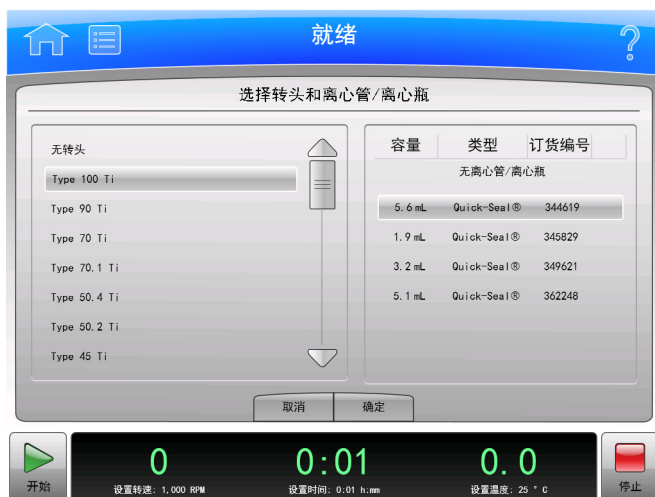 就绪
?
选择转头和离心管/离心瓶
无转头
Type 100 Ti
Type 90 Ti
Type 70 Ti
Type 70.1 Ti
Type 50.4 Ti
Type 50.2 Ti
Type 45 Ti
容量 类型 订货编号
无离心管/离心瓶
5.6 mL Quick-Seal® 344619
1.9 mL Quick-Seal® 345829
3.2 mL Quick-Seal® 349621
5.1 mL Quick-Seal® 362248
取消 确定
开始
0
设置转速: 1,000 RPM
0:01
设置时间: 0:01 h:mm
0.0
设置温度: 25 °C
停止